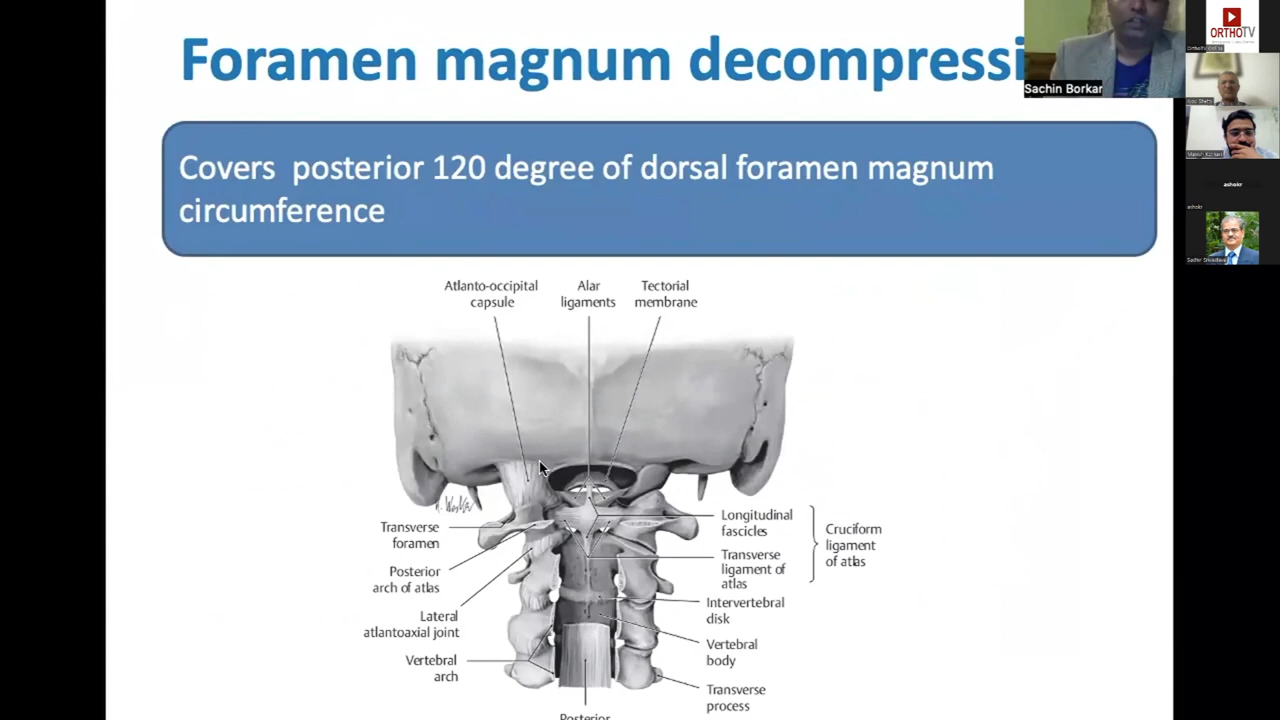 Foramen magnum decompressi
Covers posterior 120 degree of dorsal foramen magnum
circumference
Atlanto-occipital
capsule
Alar
ligaments
Tectorial
membrane
Transverse
foramen
Posterior
arch of atlas
Lateral
atlantoaxial joint
Vertebral
arch
Longitudinal
fascicles
Transverse
ligament of
atlas
Cruciform
ligament
of atlas
Intervertebral
disk
Vertebral
body
Transverse
process
Posterior
Sachin Borkar
ORTHOTV
ashokr
ashokr